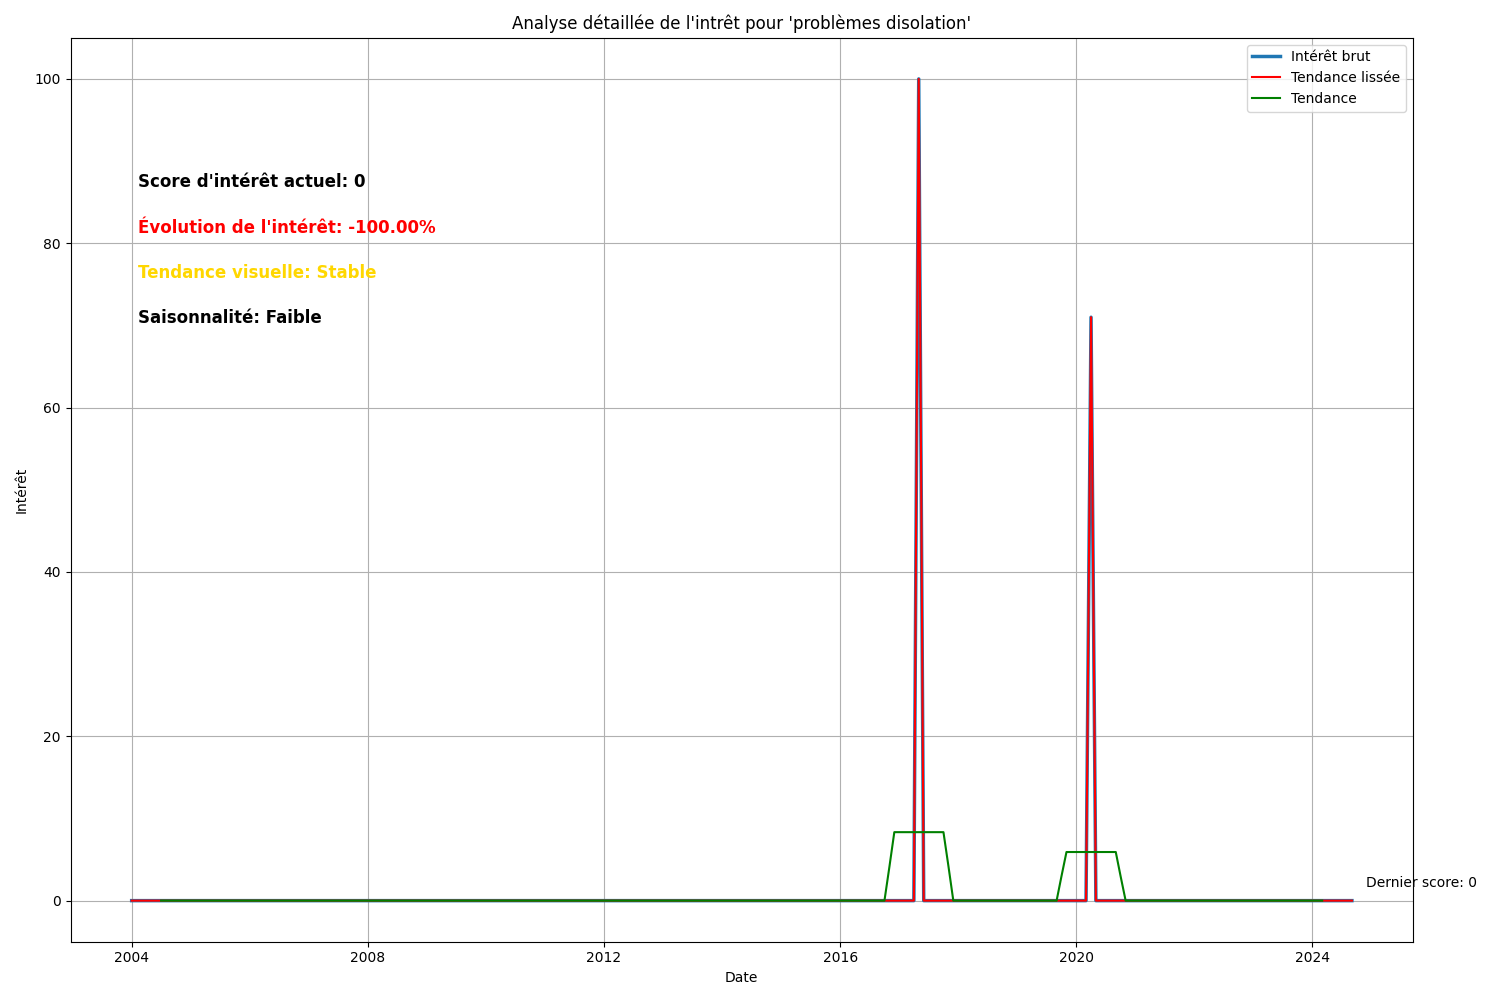 Analyse détaillée de l'intrêt pour 'problèmes disolation'
Intérêt brut
Tendance lissée
Tendance
Score d'intérêt actuel: 0
Évolution de l'intérêt: -100.00%
Tendance visuelle: Stable
Saisonnalité: Faible
Dernier score: 0
Intérêt
100
80
60
40
20
0
2004
2008
2012
2016
2020
2024
Date